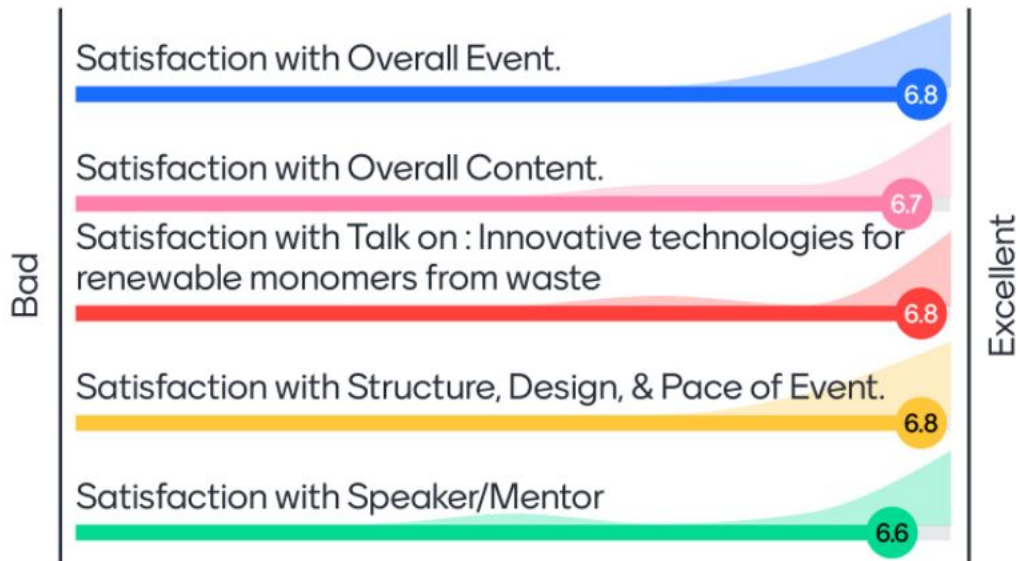 Satisfaction with Overall Event.
6.8
Satisfaction with Overall Content.
6.7
Satisfaction with Talk on : Innovative technologies for
renewable monomers from waste
6.8
Satisfaction with Structure, Design, & Pace of Event.
6.8
Satisfaction with Speaker/Mentor
6.6
Bad
Excellent